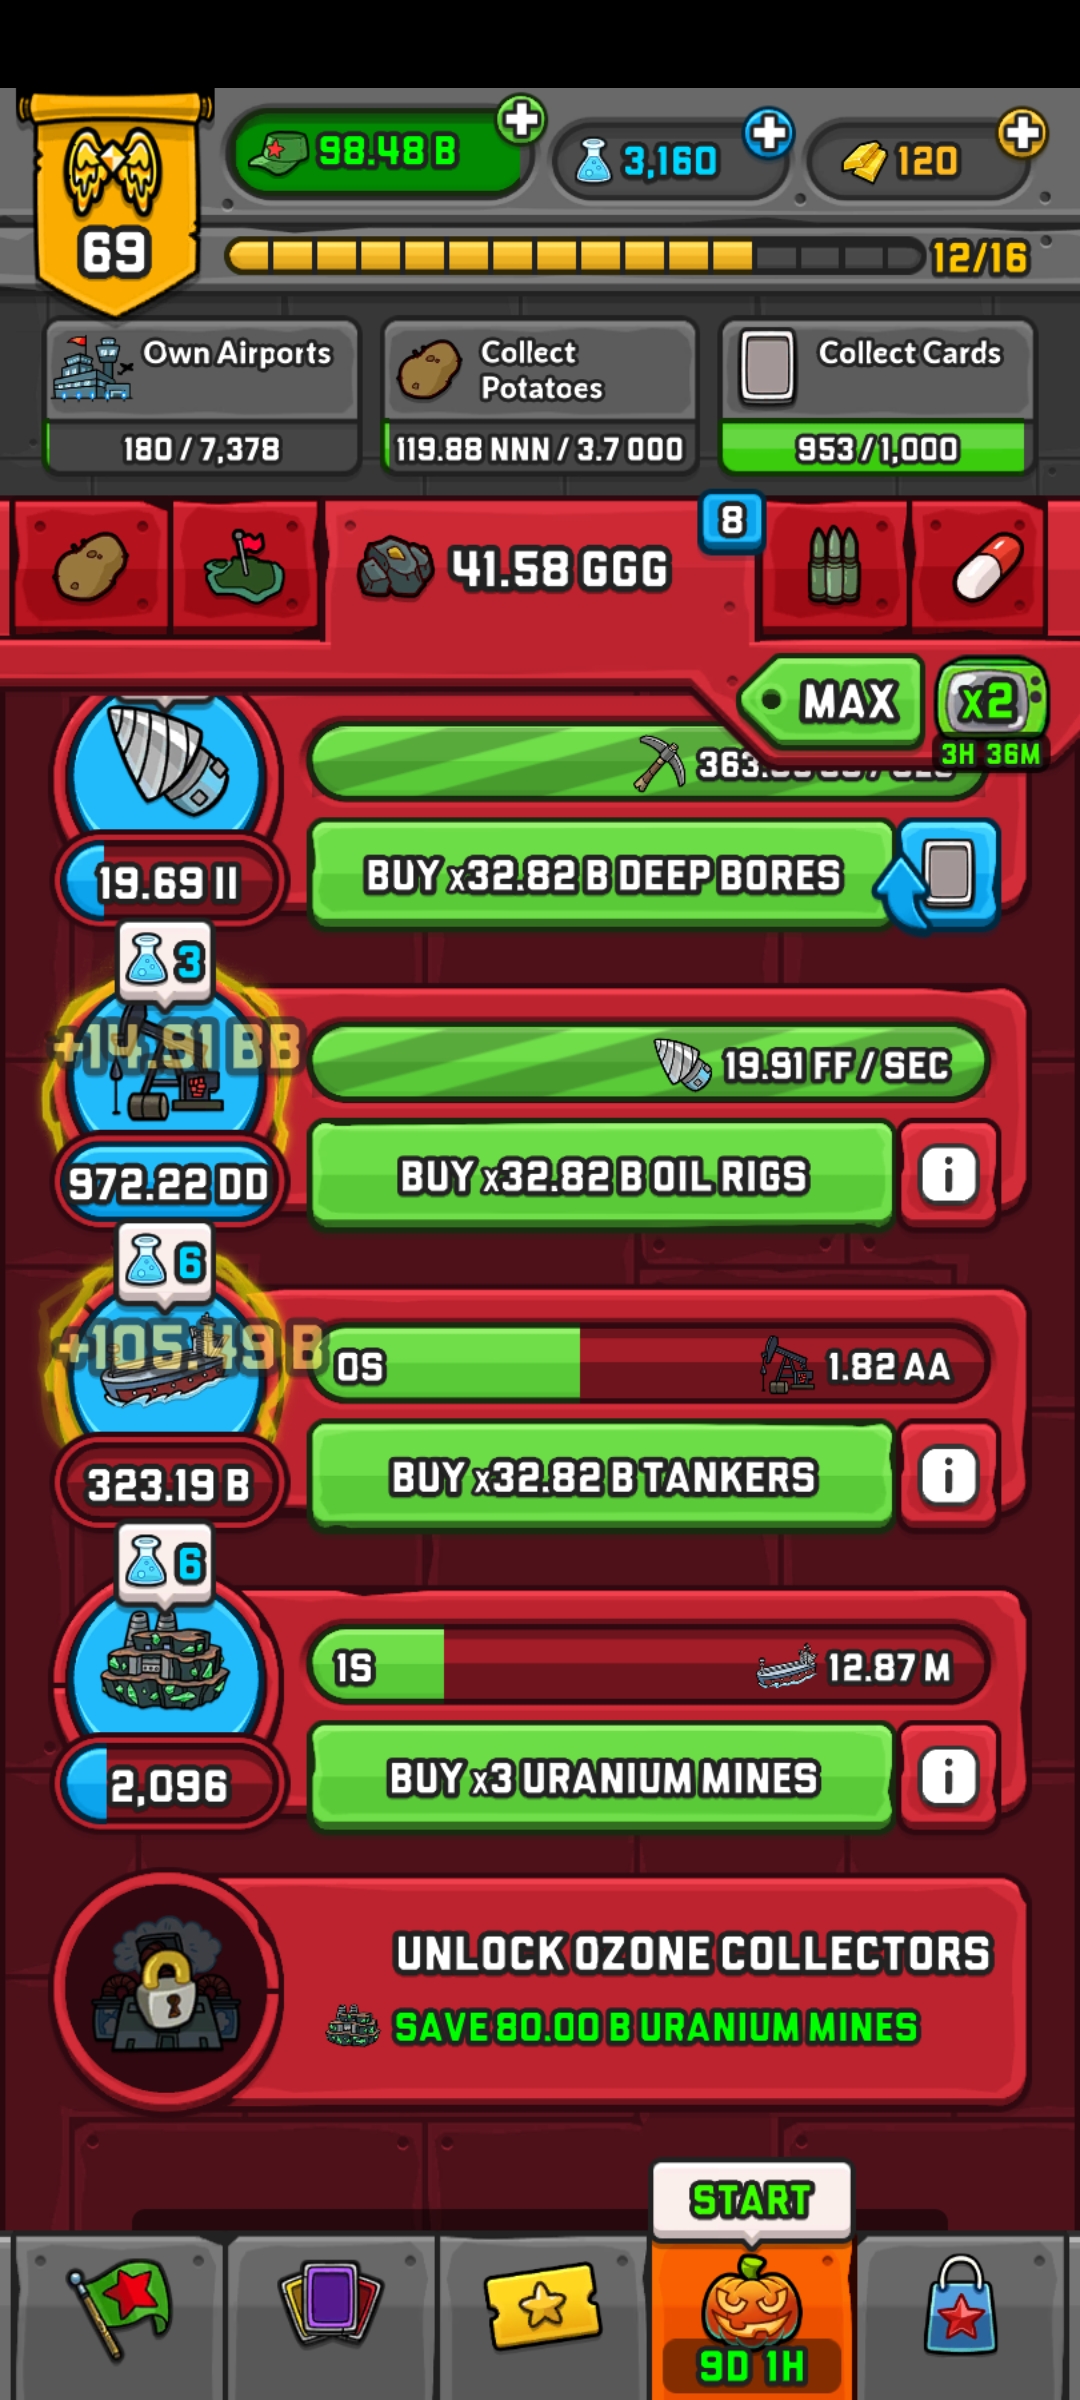 98.48 B
3,160
120
69
12/16
Own Airports
180 / 7,378
Collect
Potatoes
119.88 NNN / 3.7 OOO
Collect Cards
953 / 1,000
41.58 GGG
8
MAX
x2
3H 36M
19.69 II
BUY x32.82 B DEEP BORES
3
+14.91 BB
19.91 FF / SEC
972.22 DD
BUY x32.82 B OIL RIGS
6
+105.49 B
0S
1.82 AA
323.19 B
BUY x32.82 B TANKERS
6
1S
12.87 M
2,096
BUY x3 URANIUM MINES
UNLOCK OZONE COLLECTORS
SAVE 80.00 B URANIUM MINES
START
9D 1H